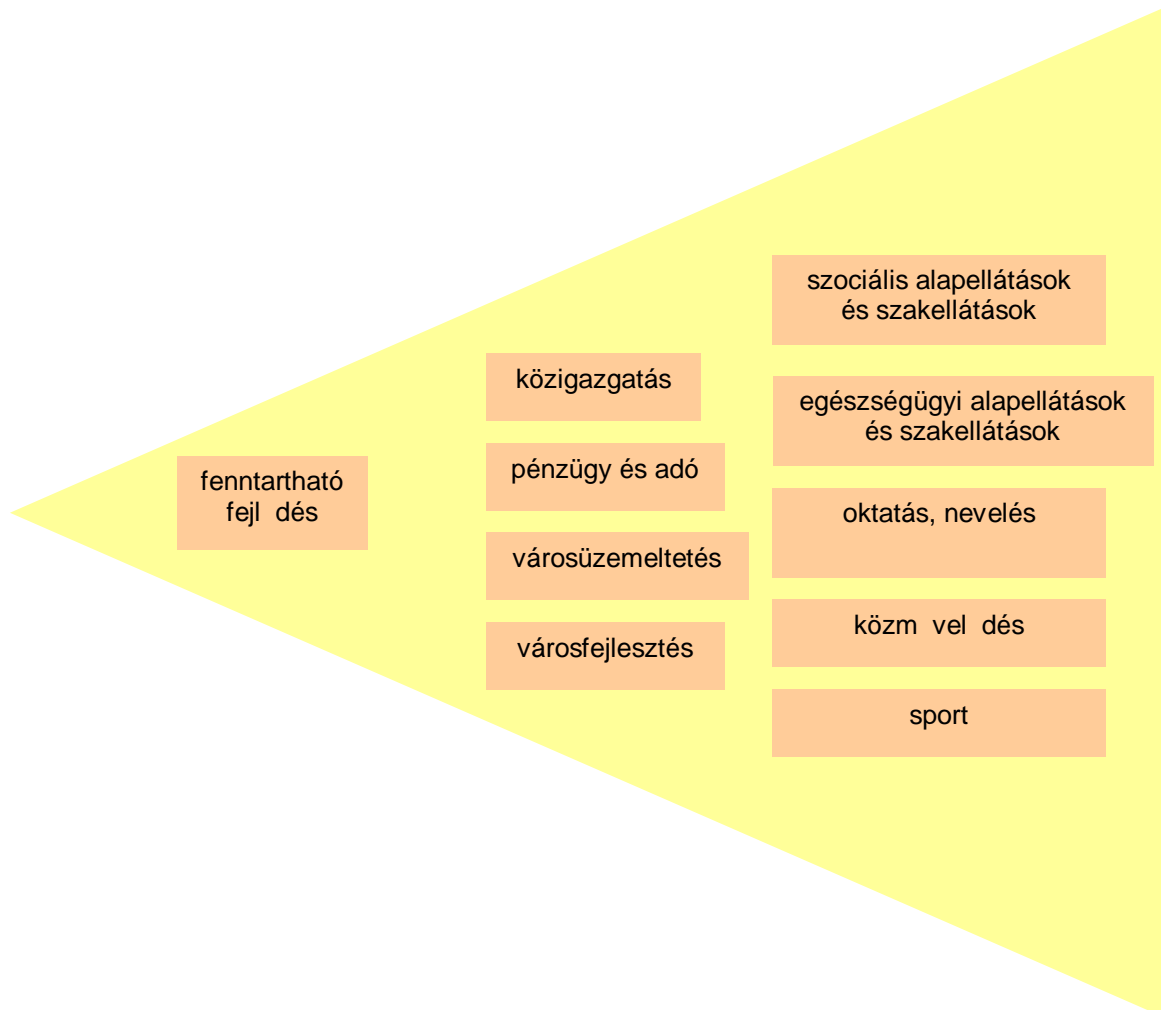 fenntartható
fejl dés
közigazgatás
pénzügy és adó
városüzemeltetés
városfejlesztés
szociális alapellátások
és szakellátások
egészségügyi alapellátások
és szakellátások
oktatás, nevelés
közm vel dés
sport